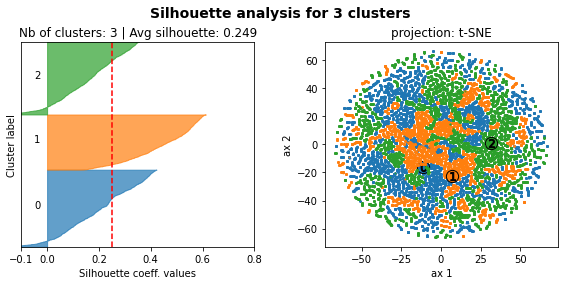 Silhouette analysis for 3 clusters
Nb of clusters: 3 | Avg silhouette: 0.249
Cluster label
2
1
0
−0.1 0.0 0.2 0.4 0.6 0.8
Silhouette coeff. values
projection: t-SNE
ax 2
60
40
20
0
−20
−40
−60
②
①
−50 −25 0 25 50
ax 1